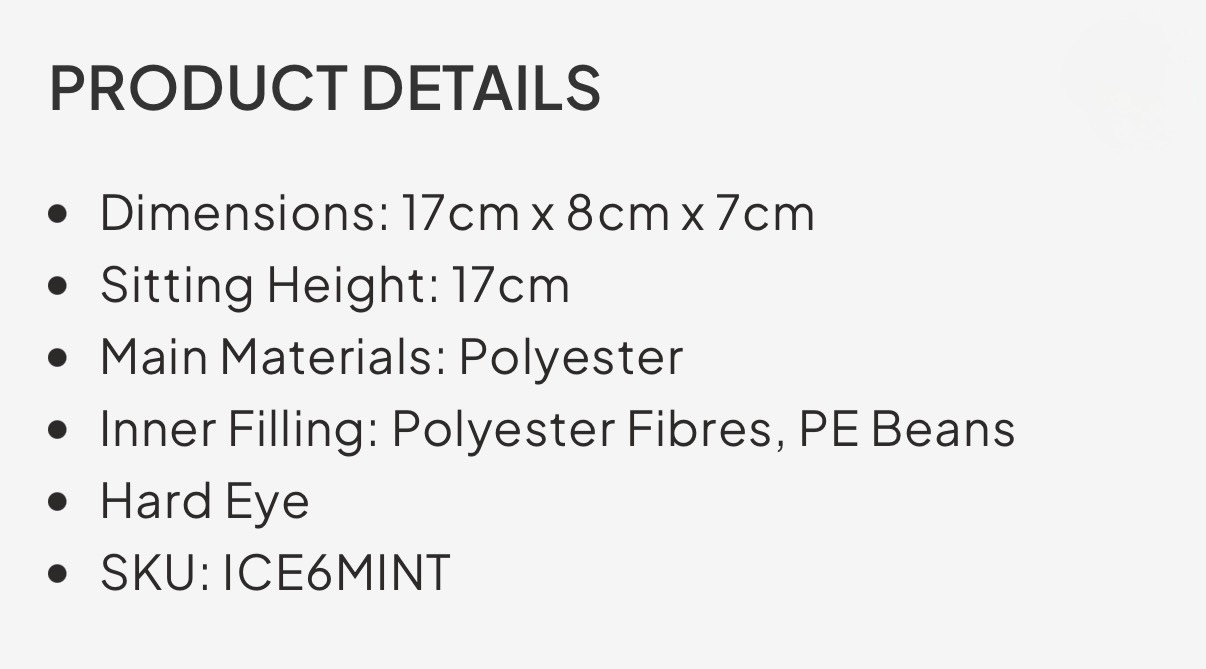 PRODUCT DETAILS
• Dimensions: 17cm x 8cm x 7cm
• Sitting Height: 17cm
• Main Materials: Polyester
• Inner Filling: Polyester Fibres, PE Beans
• Hard Eye
• SKU: ICE6MINT